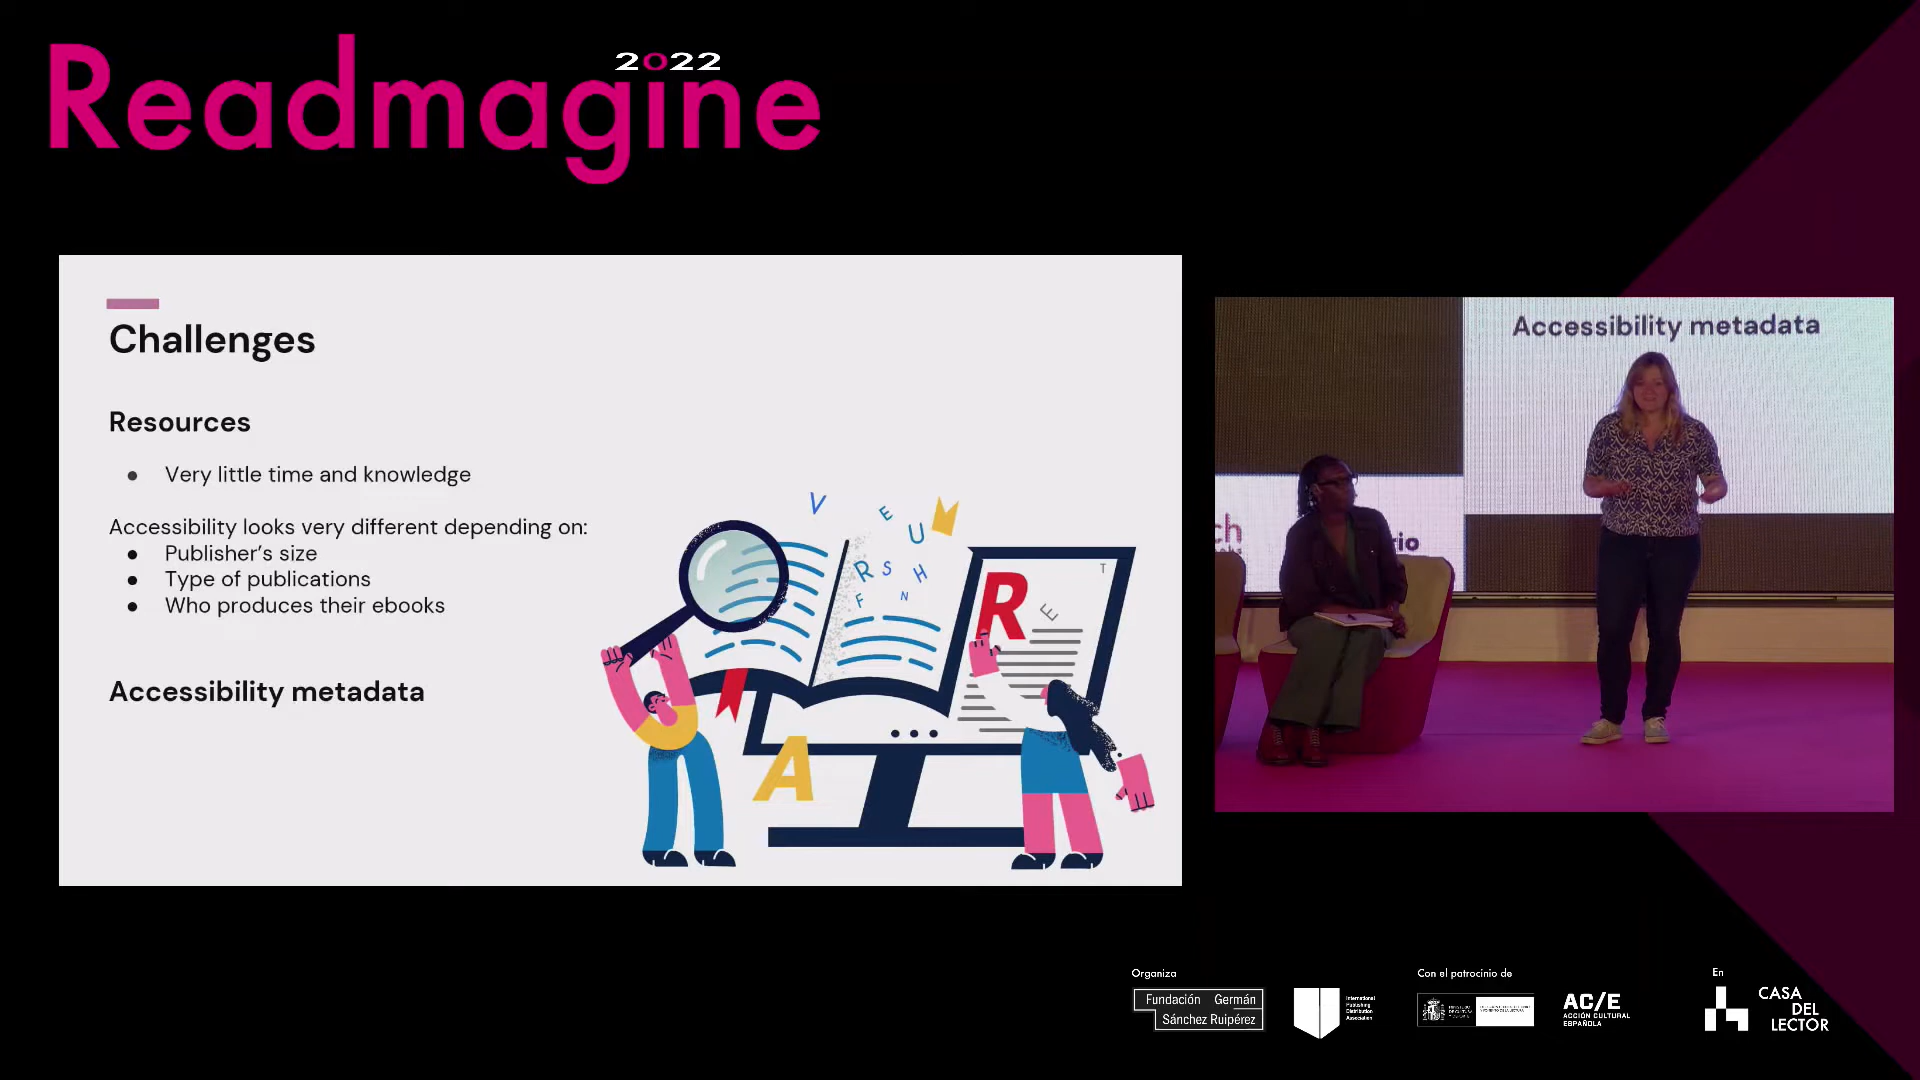 2022
Readmagine
Challenges
Resources
● Very little time and knowledge
Accessibility looks very different depending on:
● Publisher's size
● Type of publications
● Who produces their ebooks
Accessibility metadata
V
E
U
R S H
F N
R E
T
A
Accessibility metadata
ch
rio
Organiza
Fundación Germán
Sánchez Ruipérez
International
Publishing
Distribution
Association
Con el patrocinio de
AC/E
ACCIÓN CULTURAL
ESPAÑOLA
En
CASA
DEL
LECTOR